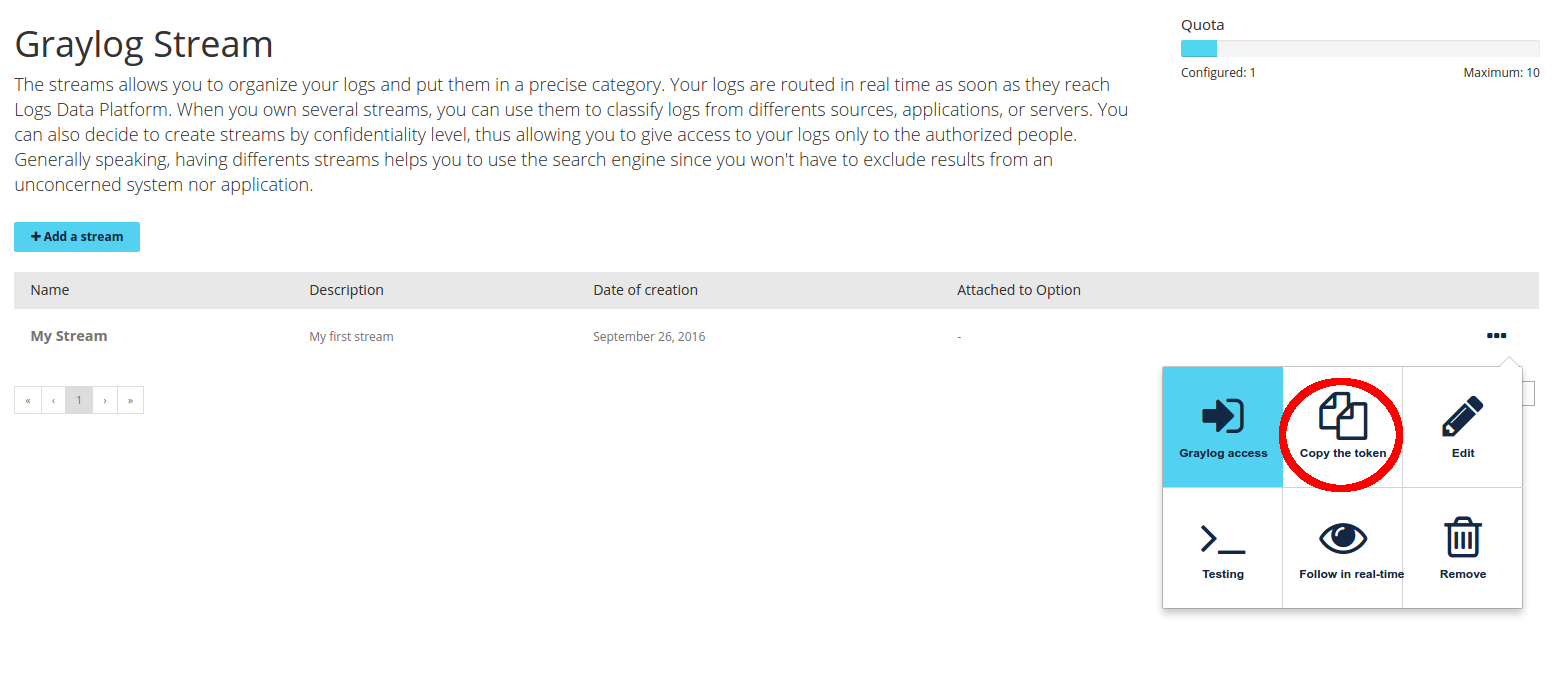 Graylog Stream
The streams allows you to organize your logs and put them in a precise category. Your logs are routed in real time as soon as they reach
Logs Data Platform. When you own several streams, you can use them to classify logs from differents sources, applications, or servers. You
can also decide to create streams by confidentiality level, thus allowing you to give access to your logs only to the authorized people.
Generally speaking, having differents streams helps you to use the search engine since you won't have to exclude results from an
unconcerned system nor application.
Quota
Configured: 1 Maximum: 10
+ Add a stream
Name Description Date of creation Attached to Option
My Stream My first stream September 26, 2016 -
« ‹ 1 › »
Graylog access Copy the token Edit
Testing Follow in real-time Remove